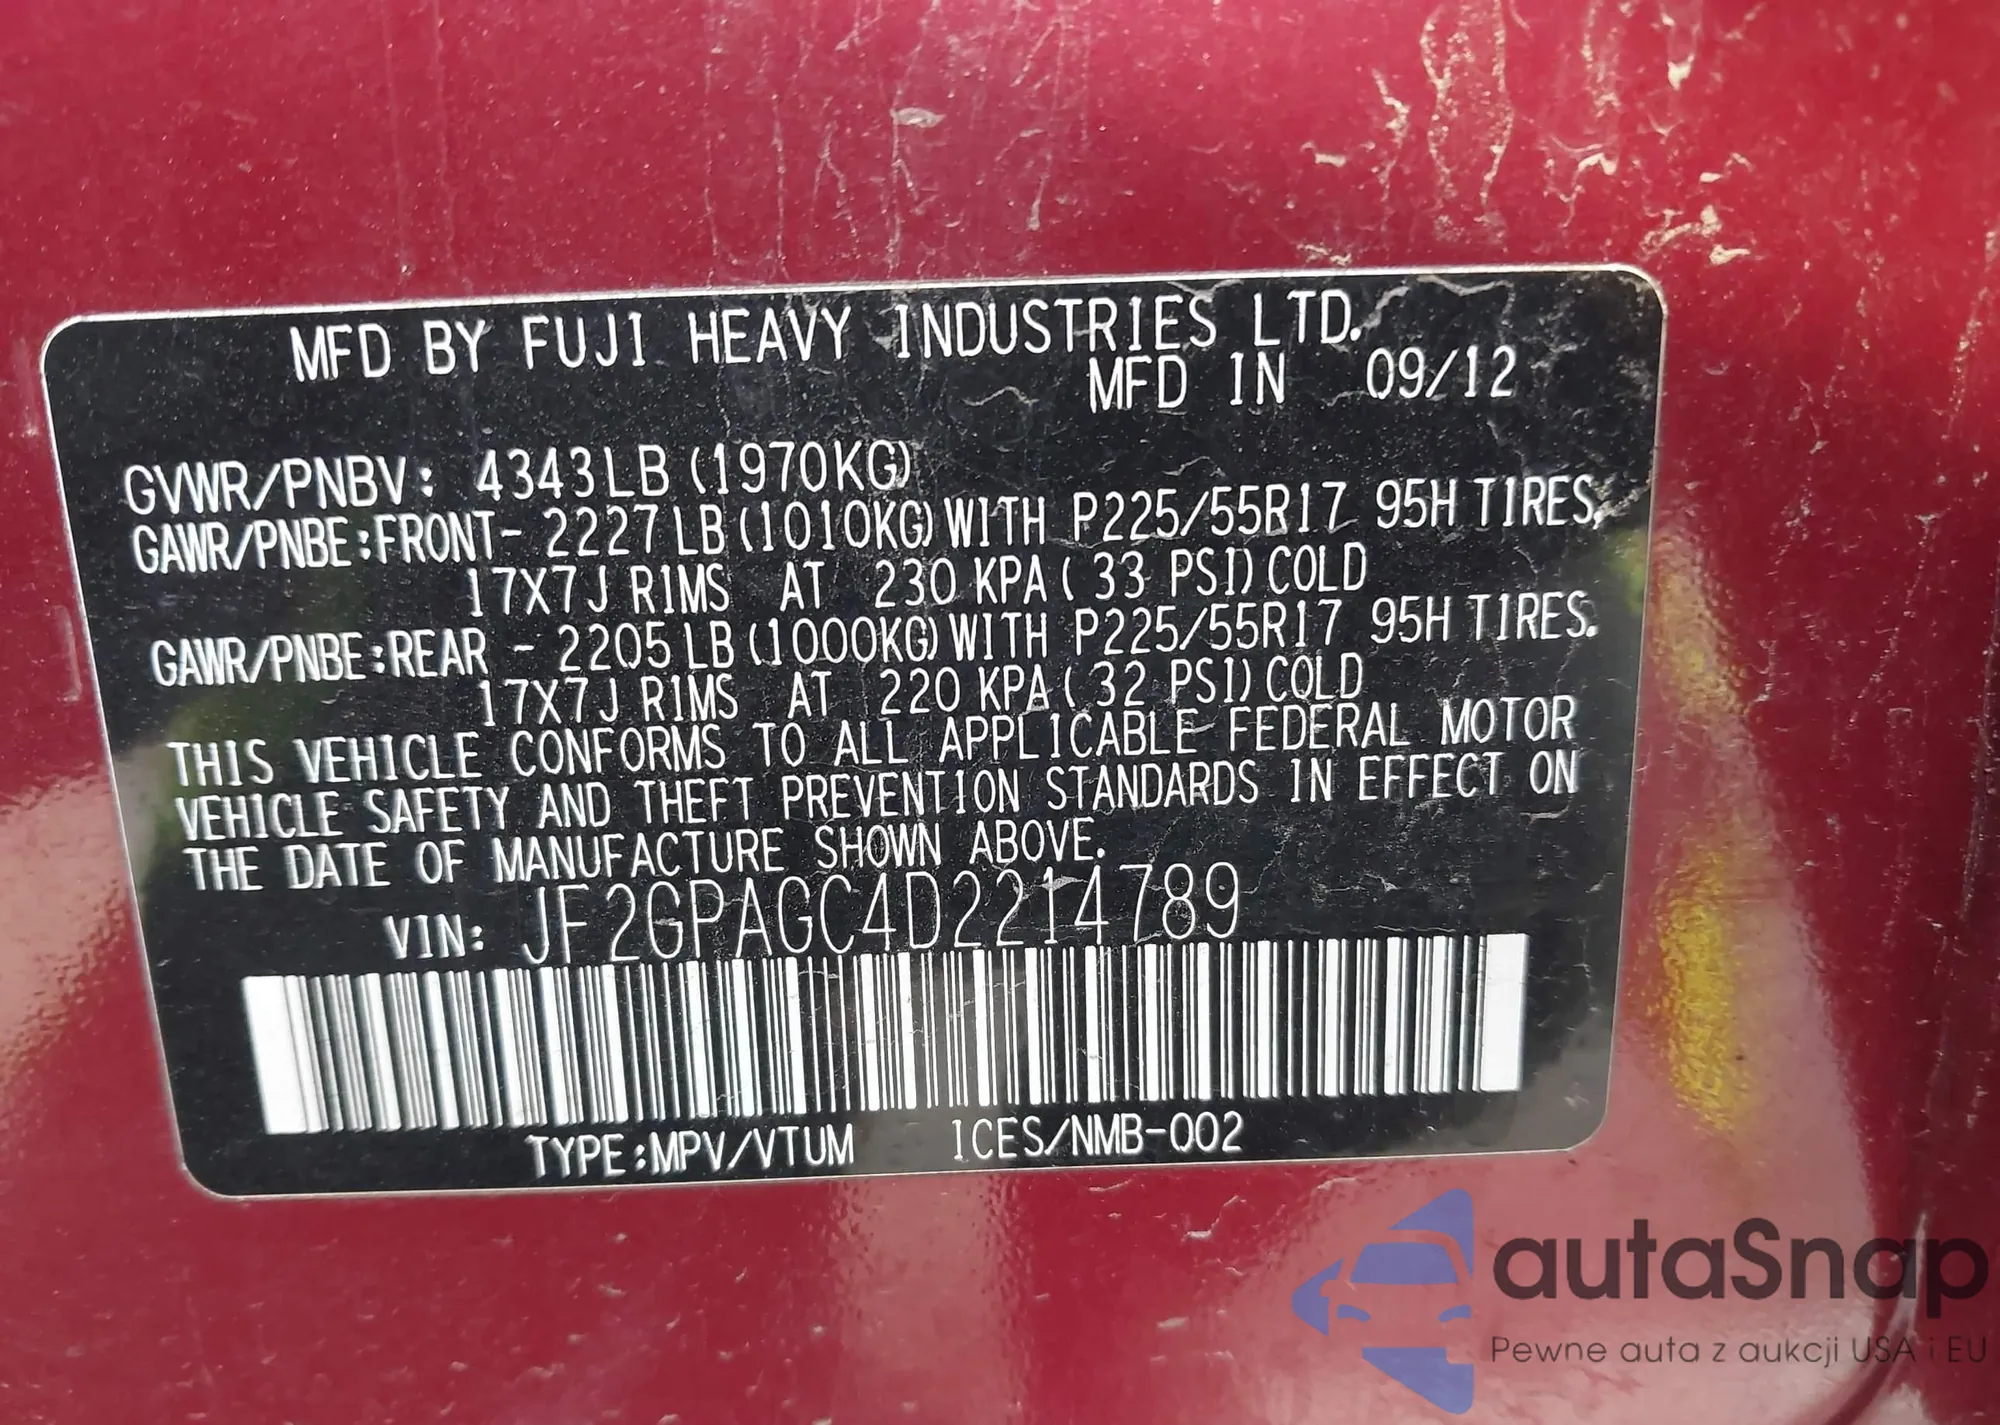 MFD BY FUJI HEAVY INDUSTRIES LTD.
MFD IN 09/12
GVWR/PNBV: 4343LB (1970KG)
GAWR/PNBE:FRONT- 2227LB(1010KG)WITH P225/55R17 95H TIRES,
17X7J RIMS AT 230 KPA( 33 PSI)COLD
GAWR/PNBE:REAR - 2205LB(1000KG)WITH P225/55R17 95H TIRES.
17X7J RIMS AT 220 KPA( 32 PSI)COLD
THIS VEHICLE CONFORMS TO ALL APPLICABLE FEDERAL MOTOR
VEHICLE SAFETY AND THEFT PREVENTION STANDARDS IN EFFECT ON
THE DATE OF MANUFACTURE SHOWN ABOVE.
VIN: JF2GPAGC4D2214789
TYPE:MPV/VTUM ICES/NMB-002
autaSnap
Pewne auta z aukcji USA i EU